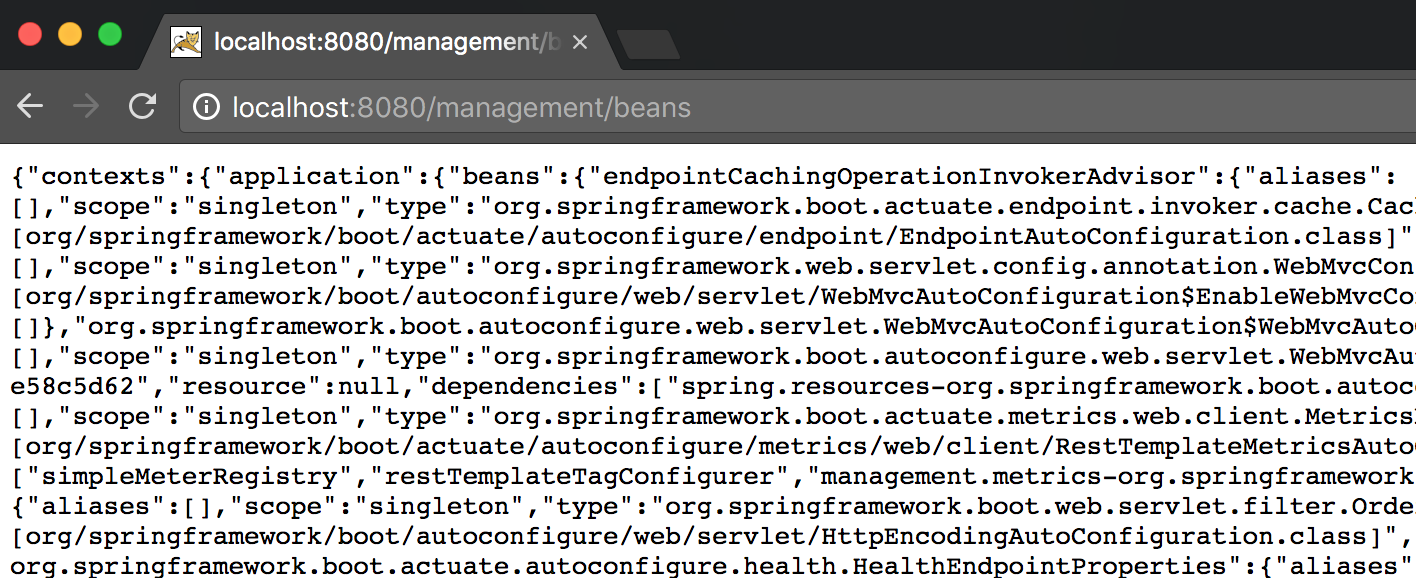 localhost:8080/management/b
localhost:8080/management/beans
{"contexts":{"application":{"beans":{"endpointCachingOperationInvokerAdvisor":{"aliases":
[],"scope":"singleton","type":"org.springframework.boot.actuate.endpoint.invoker.cache.Cac
[org/springframework/boot/actuate/autoconfigure/endpoint/EndpointAutoConfiguration.class]"
[],"scope":"singleton","type":"org.springframework.web.servlet.config.annotation.WebMvcCon
[org/springframework/boot/autoconfigure/web/servlet/WebMvcAutoConfiguration$EnableWebMvcCo
[]},"org.springframework.boot.autoconfigure.web.servlet.WebMvcAutoConfiguration$WebMvcAuto
[],"scope":"singleton","type":"org.springframework.boot.autoconfigure.web.servlet.WebMvcAu
e58c5d62","resource":null,"dependencies":["spring.resources-org.springframework.boot.autoc
[],"scope":"singleton","type":"org.springframework.boot.actuate.metrics.web.client.Metrics
[org/springframework/boot/actuate/autoconfigure/metrics/web/client/RestTemplateMetricsAuto
["simpleMeterRegistry","restTemplateTagConfigurer","management.metrics-org.springframework
{"aliases":[],"scope":"singleton","type":"org.springframework.boot.web.servlet.filter.Orde
[org/springframework/boot/autoconfigure/web/servlet/HttpEncodingAutoConfiguration.class]",
org.springframework.boot.actuate.autoconfigure.health.HealthEndpointProperties":{"aliases"